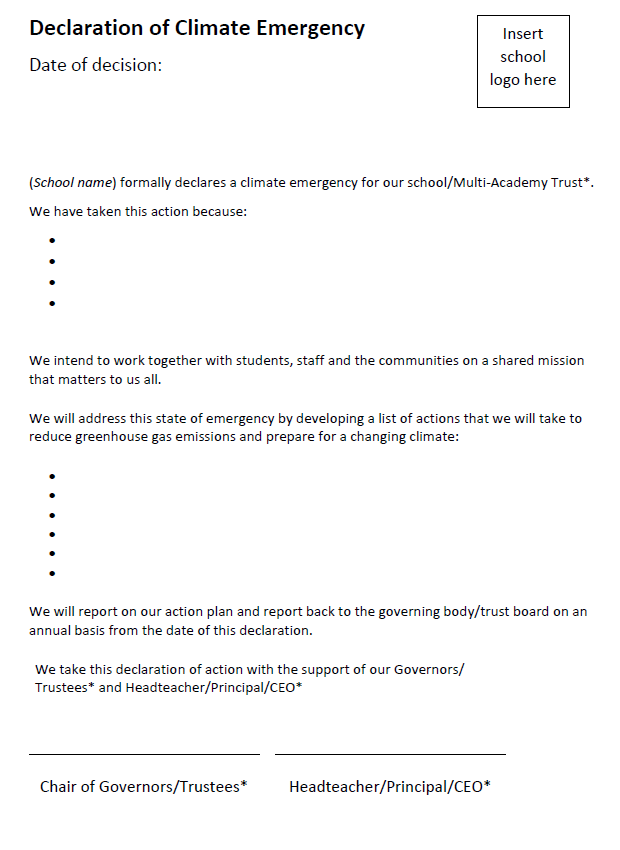 Declaration of Climate Emergency
Date of decision:
Insert
school
logo here
(School name) formally declares a climate emergency for our school/Multi-Academy Trust*.
We have taken this action because:
•
•
•
•
We intend to work together with students, staff and the communities on a shared mission
that matters to us all.
We will address this state of emergency by developing a list of actions that we will take to
reduce greenhouse gas emissions and prepare for a changing climate:
•
•
•
•
•
•
We will report on our action plan and report back to the governing body/trust board on an
annual basis from the date of this declaration.
We take this declaration of action with the support of our Governors/
Trustees* and Headteacher/Principal/CEO*
Chair of Governors/Trustees*
Headteacher/Principal/CEO*